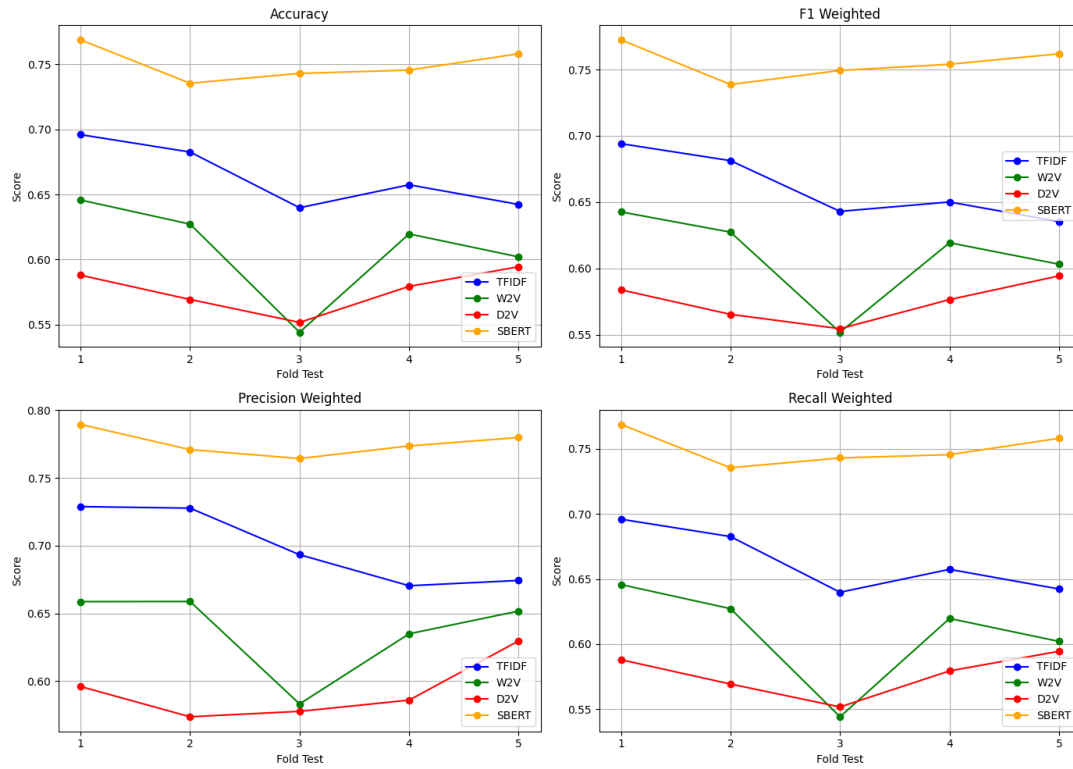 Accuracy
Score
0.75
0.70
0.65
0.60
0.55
1
2
3
4
5
Fold Test
TFIDF
W2V
D2V
SBERT
F1 Weighted
Score
0.75
0.70
0.65
0.60
0.55
1
2
3
4
5
Fold Test
TFIDF
W2V
D2V
SBERT
Precision Weighted
Score
0.80
0.75
0.70
0.65
0.60
1
2
3
4
5
Fold Test
TFIDF
W2V
D2V
SBERT
Recall Weighted
Score
0.75
0.70
0.65
0.60
0.55
1
2
3
4
5
Fold Test
TFIDF
W2V
D2V
SBERT